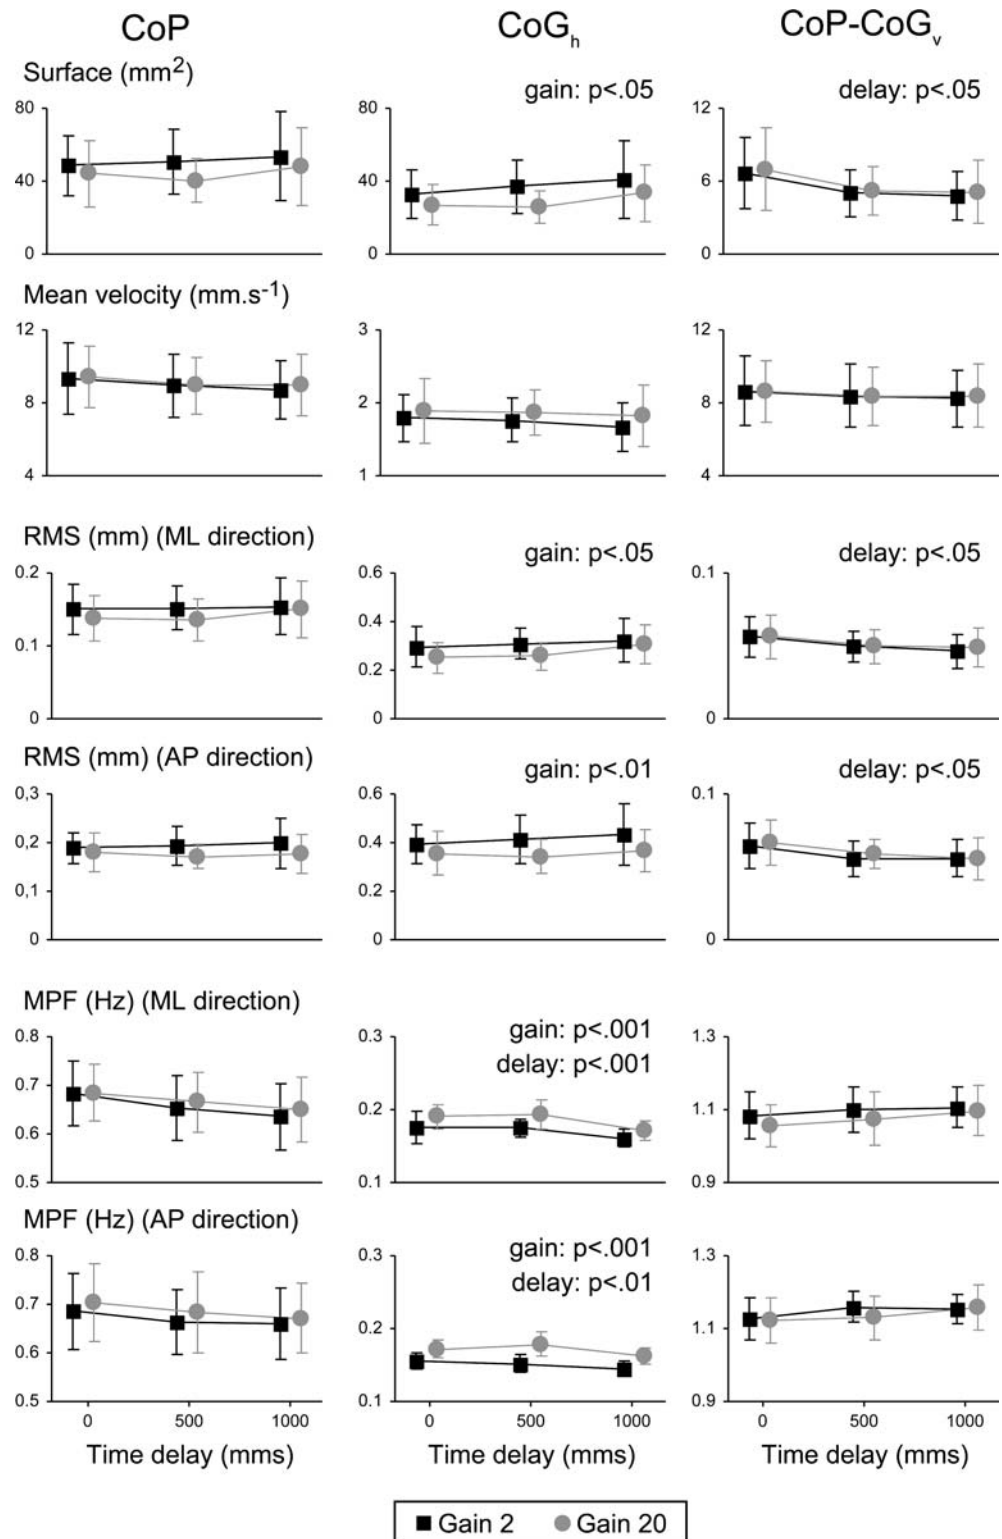 CoP CoGh CoP-CoGv
Surface (mm2)
gain: p<.05 delay: p<.05
80 80 12
40 40 6
0 0 0
Mean velocity (mm.s-1)
12 3 12
8 2 8
4 1 4
RMS (mm) (ML direction)
gain: p<.05 delay: p<.05
0.2 0.6 0.1
0.4
0.1
0.2
0 0 0
RMS (mm) (AP direction)
gain: p<.01 delay: p<.05
0,3 0.6 0.1
0,2 0.4
0,1 0.2
0 0 0
MPF (Hz) (ML direction)
gain: p<.001
delay: p<.001
0.8 0.3 1.3
0.7
0.2 1.1
0.6
0.5 0.1 0.9
MPF (Hz) (AP direction)
gain: p<.001
delay: p<.01
0.8 0.3 1.3
0.7
0.2 1.1
0.6
0.5 0.1 0.9
0 500 1000 0 500 1000 0 500 1000
Time delay (mms) Time delay (mms) Time delay (mms)
Gain 2 Gain 20